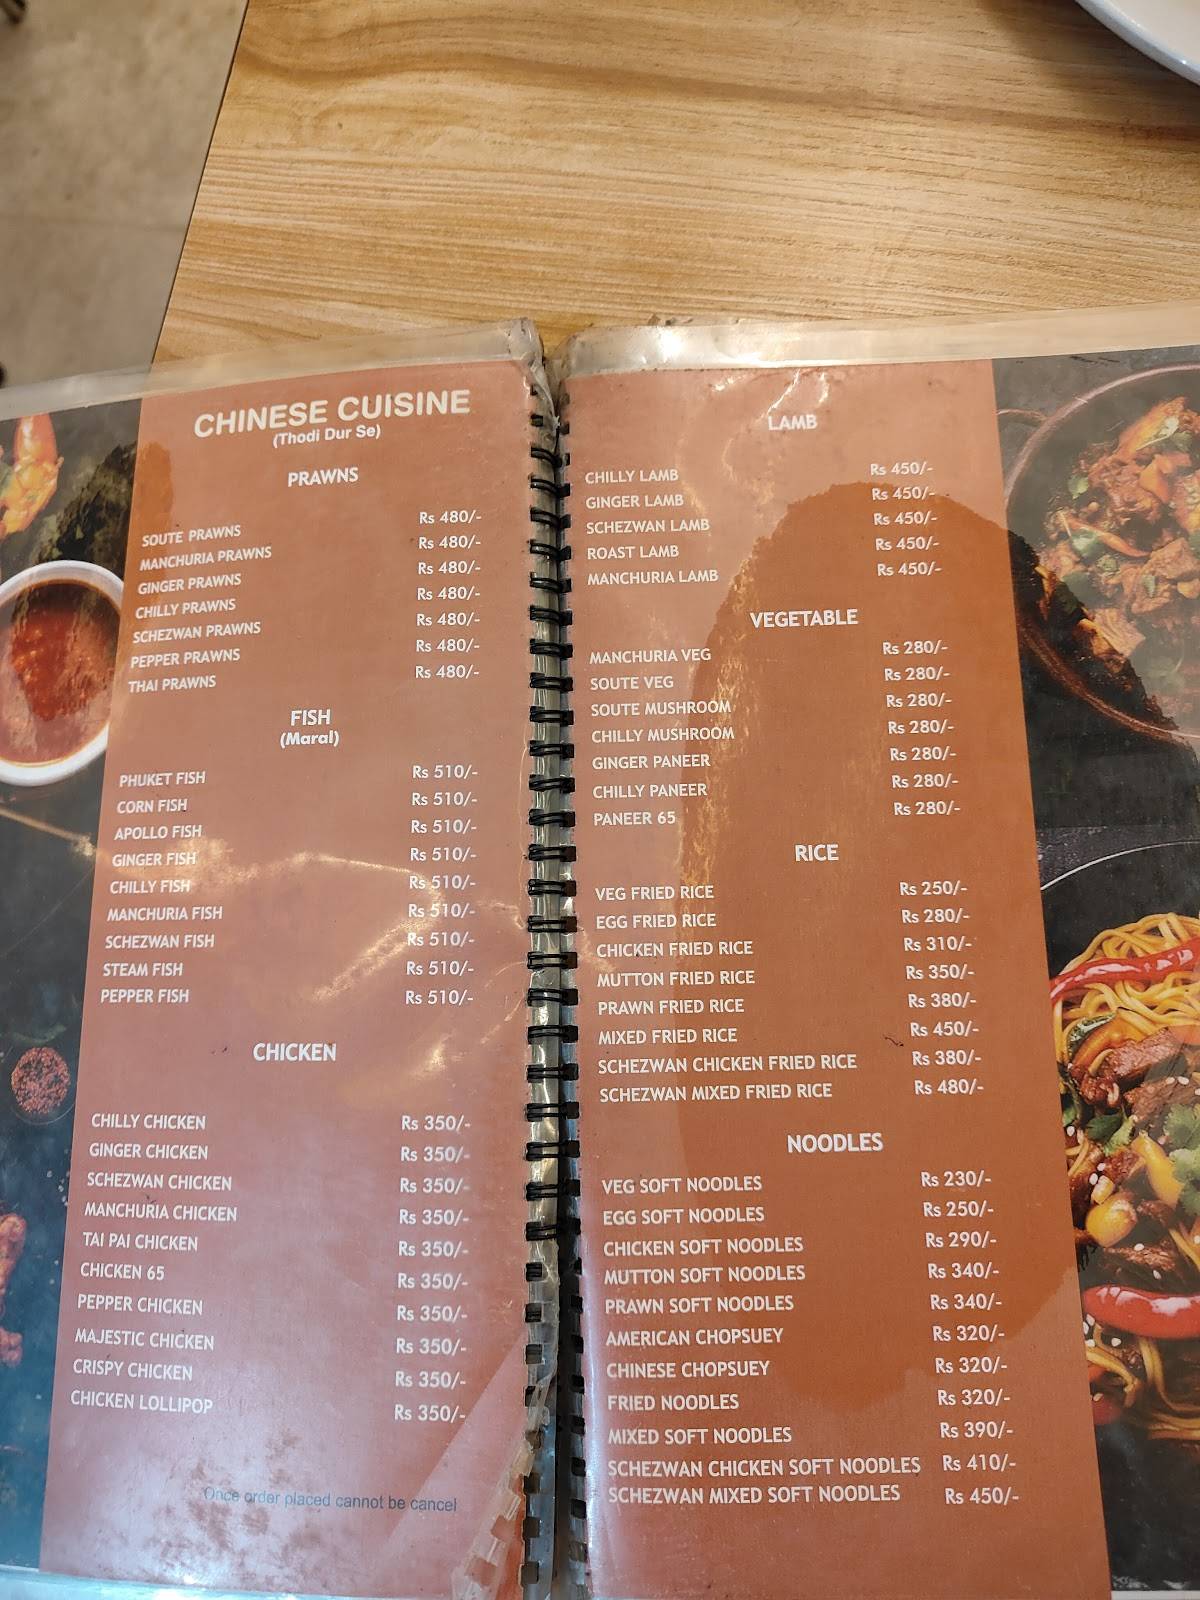 CHINESE CUISINE
(Thodi Dur Se)
PRAWNS
SOUTE PRAWNS Rs 480/-
MANCHURIA PRAWNS Rs 480/-
GINGER PRAWNS Rs 480/-
CHILLY PRAWNS Rs 480/-
SCHEZWAN PRAWNS Rs 480/-
PEPPER PRAWNS Rs 480/-
THAI PRAWNS Rs 480/-
FISH
(Maral)
PHUKET FISH Rs 510/-
CORN FISH Rs 510/-
APOLLO FISH Rs 510/-
GINGER FISH Rs 510/-
CHILLY FISH Rs 510/-
MANCHURIA FISH Rs 510/-
SCHEZWAN FISH Rs 510/-
STEAM FISH Rs 510/-
PEPPER FISH Rs 510/-
CHICKEN
CHILLY CHICKEN Rs 350/-
GINGER CHICKEN Rs 350/-
SCHEZWAN CHICKEN Rs 350/-
MANCHURIA CHICKEN Rs 350/-
TAI PAI CHICKEN Rs 350/-
CHICKEN 65 Rs 350/-
PEPPER CHICKEN Rs 350/-
MAJESTIC CHICKEN Rs 350/-
CRISPY CHICKEN Rs 350/-
CHICKEN LOLLIPOP Rs 350/-
Once order placed cannot be cancel
LAMB
CHILLY LAMB Rs 450/-
GINGER LAMB Rs 450/-
SCHEZWAN LAMB Rs 450/-
ROAST LAMB Rs 450/-
MANCHURIA LAMB Rs 450/-
VEGETABLE
MANCHURIA VEG Rs 280/-
SOUTE VEG Rs 280/-
SOUTE MUSHROOM Rs 280/-
CHILLY MUSHROOM Rs 280/-
GINGER PANEER Rs 280/-
CHILLY PANEER Rs 280/-
PANEER 65 Rs 280/-
RICE
VEG FRIED RICE Rs 250/-
EGG FRIED RICE Rs 280/-
CHICKEN FRIED RICE Rs 310/-
MUTTON FRIED RICE Rs 350/-
PRAWN FRIED RICE Rs 380/-
MIXED FRIED RICE Rs 450/-
SCHEZWAN CHICKEN FRIED RICE Rs 380/-
SCHEZWAN MIXED FRIED RICE Rs 480/-
NOODLES
VEG SOFT NOODLES Rs 230/-
EGG SOFT NOODLES Rs 250/-
CHICKEN SOFT NOODLES Rs 290/-
MUTTON SOFT NOODLES Rs 340/-
PRAWN SOFT NOODLES Rs 340/-
AMERICAN CHOPSUEY Rs 320/-
CHINESE CHOPSUEY Rs 320/-
FRIED NOODLES Rs 320/-
MIXED SOFT NOODLES Rs 390/-
SCHEZWAN CHICKEN SOFT NOODLES Rs 410/-
SCHEZWAN MIXED SOFT NOODLES Rs 450/-